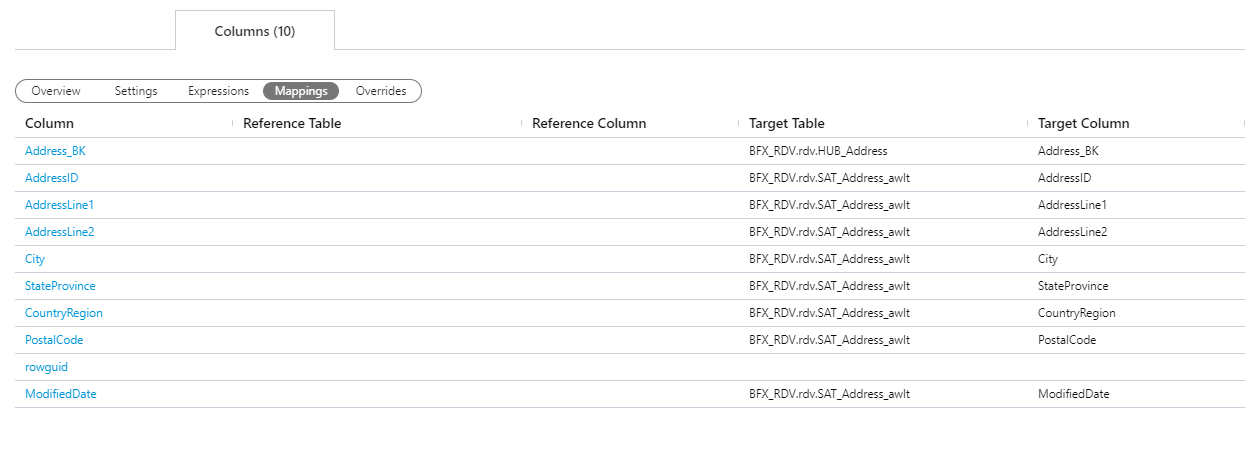 Columns (10)
Overview Settings Expressions Mappings Overrides
Column Reference Table Reference Column Target Table Target Column
Address_BK BFX_RDV.rdv.HUB_Address Address_BK
AddressID BFX_RDV.rdv.SAT_Address_awlt AddressID
AddressLine1 BFX_RDV.rdv.SAT_Address_awlt AddressLine1
AddressLine2 BFX_RDV.rdv.SAT_Address_awlt AddressLine2
City BFX_RDV.rdv.SAT_Address_awlt City
StateProvince BFX_RDV.rdv.SAT_Address_awlt StateProvince
CountryRegion BFX_RDV.rdv.SAT_Address_awlt CountryRegion
PostalCode BFX_RDV.rdv.SAT_Address_awlt PostalCode
rowguid
ModifiedDate BFX_RDV.rdv.SAT_Address_awlt ModifiedDate